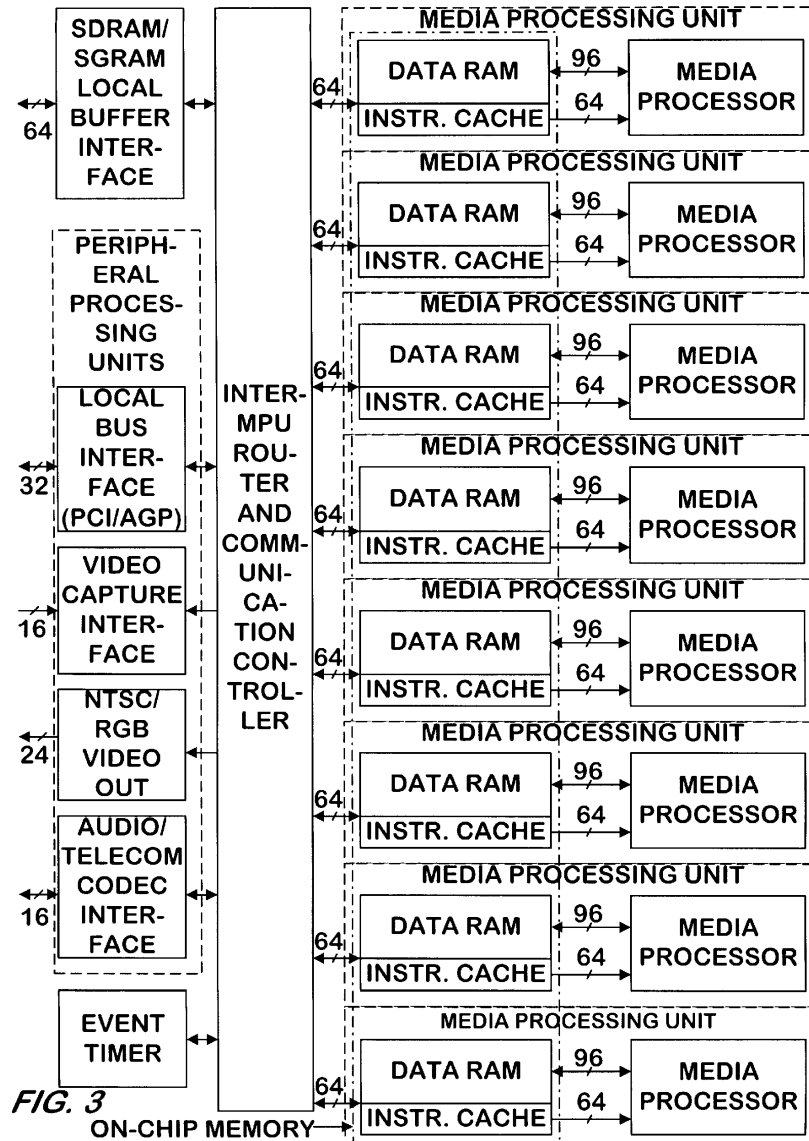 SDRAM/
SGRAM
LOCAL
BUFFER
INTER-
FACE
64
PERIPH-
ERAL
PROCES-
SING
UNITS
LOCAL
BUS
INTER-
FACE
(PCI/AGP)
32
VIDEO
CAPTURE
INTER-
FACE
16
NTSC/
RGB
VIDEO
OUT
24
AUDIO/
TELECOM
CODEC
INTER-
FACE
16
EVENT
TIMER
INTER-
MPU
ROU-
TER
AND
COMM-
UNI-
CA-
TION
CON-
TROL-
LER
MEDIA PROCESSING UNIT
64
DATA RAM
INSTR. CACHE
96
64
MEDIA
PROCESSOR
MEDIA PROCESSING UNIT
64
DATA RAM
INSTR. CACHE
96
64
MEDIA
PROCESSOR
MEDIA PROCESSING UNIT
64
DATA RAM
INSTR. CACHE
96
64
MEDIA
PROCESSOR
MEDIA PROCESSING UNIT
64
DATA RAM
INSTR. CACHE
96
64
MEDIA
PROCESSOR
MEDIA PROCESSING UNIT
64
DATA RAM
INSTR. CACHE
96
64
MEDIA
PROCESSOR
MEDIA PROCESSING UNIT
64
DATA RAM
INSTR. CACHE
96
64
MEDIA
PROCESSOR
MEDIA PROCESSING UNIT
64
DATA RAM
INSTR. CACHE
96
64
MEDIA
PROCESSOR
MEDIA PROCESSING UNIT
64
DATA RAM
INSTR. CACHE
96
64
MEDIA
PROCESSOR
FIG. 3
ON-CHIP MEMORY